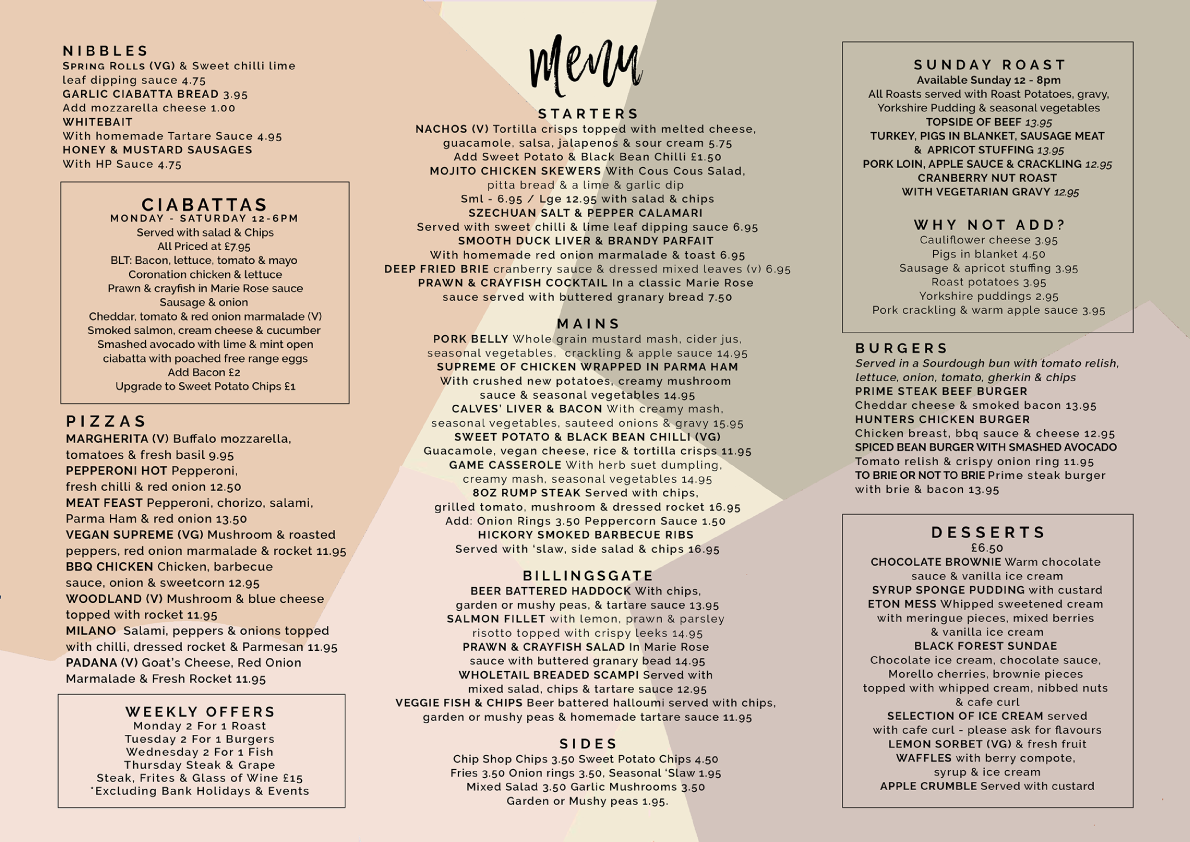 NIBBLES
SPRING ROLLS (VG) & Sweet chilli lime
leaf dipping sauce 4.75
GARLIC CIABATTA BREAD 3.95
Add mozzarella cheese 1.00
WHITEBAIT
With homemade Tartare Sauce 4.95
HONEY & MUSTARD SAUSAGES
With HP Sauce 4.75
CIABATTAS
MONDAY - SATURDAY 12-6PM
Served with salad & Chips
All Priced at £7.95
BLT: Bacon, lettuce, tomato & mayo
Coronation chicken & lettuce
Prawn & crayfish in Marie Rose sauce
Sausage & onion
Cheddar, tomato & red onion marmalade (V)
Smoked salmon, cream cheese & cucumber
Smashed avocado with lime & mint open
ciabatta with poached free range eggs
Add Bacon £2
Upgrade to Sweet Potato Chips £1
PIZZAS
MARGHERITA (V) Buffalo mozzarella,
tomatoes & fresh basil 9.95
PEPPERONI HOT Pepperoni,
fresh chilli & red onion 12.50
MEAT FEAST Pepperoni, chorizo, salami,
Parma Ham & red onion 13.50
VEGAN SUPREME (VG) Mushroom & roasted
peppers, red onion marmalade & rocket 11.95
BBQ CHICKEN Chicken, barbecue
sauce, onion & sweetcorn 12.95
WOODLAND (V) Mushroom & blue cheese
topped with rocket 11.95
MILANO Salami, peppers & onions topped
with chilli, dressed rocket & Parmesan 11.95
PADANA (V) Goat's Cheese, Red Onion
Marmalade & Fresh Rocket 11.95
WEEKLY OFFERS
Monday 2 For 1 Roast
Tuesday 2 For 1 Burgers
Wednesday 2 For 1 Fish
Thursday Steak & Grape
Steak, Frites & Glass of Wine £15
*Excluding Bank Holidays & Events
menu
STARTERS
NACHOS (V) Tortilla crisps topped with melted cheese,
guacamole, salsa, jalapenos & sour cream 5.75
Add Sweet Potato & Black Bean Chilli £1.50
MOJITO CHICKEN SKEWERS With Cous Cous Salad,
pitta bread & a lime & garlic dip
Sml - 6.95 / Lge 12.95 with salad & chips
SZECHUAN SALT & PEPPER CALAMARI
Served with sweet chilli & lime leaf dipping sauce 6.95
SMOOTH DUCK LIVER & BRANDY PARFAIT
With homemade red onion marmalade & toast 6.95
DEEP FRIED BRIE cranberry sauce & dressed mixed leaves (v) 6.95
PRAWN & CRAYFISH COCKTAIL In a classic Marie Rose
sauce served with buttered granary bread 7.50
MAINS
PORK BELLY Whole grain mustard mash, cider jus,
seasonal vegetables, crackling & apple sauce 14.95
SUPREME OF CHICKEN WRAPPED IN PARMA HAM
With crushed new potatoes, creamy mushroom
sauce & seasonal vegetables 14.95
CALVES' LIVER & BACON With creamy mash,
seasonal vegetables, sauteed onions & gravy 15.95
SWEET POTATO & BLACK BEAN CHILLI (VG)
Guacamole, vegan cheese, rice & tortilla crisps 11.95
GAME CASSEROLE With herb suet dumpling,
creamy mash, seasonal vegetables 14.95
8OZ RUMP STEAK Served with chips,
grilled tomato, mushroom & dressed rocket 16.95
Add: Onion Rings 3.50 Peppercorn Sauce 1.50
HICKORY SMOKED BARBECUE RIBS
Served with 'slaw, side salad & chips 16.95
BILLINGSGATE
BEER BATTERED HADDOCK With chips,
garden or mushy peas, & tartare sauce 13.95
SALMON FILLET with lemon, prawn & parsley
risotto topped with crispy leeks 14.95
PRAWN & CRAYFISH SALAD In Marie Rose
sauce with buttered granary bead 14.95
WHOLETAIL BREADED SCAMPI Served with
mixed salad, chips & tartare sauce 12.95
VEGGIE FISH & CHIPS Beer battered halloumi served with chips,
garden or mushy peas & homemade tartare sauce 11.95
SIDES
Chip Shop Chips 3.50 Sweet Potato Chips 4.50
Fries 3.50 Onion rings 3.50, Seasonal 'Slaw 1.95
Mixed Salad 3.50 Garlic Mushrooms 3.50
Garden or Mushy peas 1.95.
SUNDAY ROAST
Available Sunday 12 - 8pm
All Roasts served with Roast Potatoes, gravy,
Yorkshire Pudding & seasonal vegetables
TOPSIDE OF BEEF 13.95
TURKEY, PIGS IN BLANKET, SAUSAGE MEAT
& APRICOT STUFFING 13.95
PORK LOIN, APPLE SAUCE & CRACKLING 12.95
CRANBERRY NUT ROAST
WITH VEGETARIAN GRAVY 12.95
WHY NOT ADD?
Cauliflower cheese 3.95
Pigs in blanket 4.50
Sausage & apricot stuffing 3.95
Roast potatoes 3.95
Yorkshire puddings 2.95
Pork crackling & warm apple sauce 3.95
BURGERS
Served in a Sourdough bun with tomato relish,
lettuce, onion, tomato, gherkin & chips
PRIME STEAK BEEF BURGER
Cheddar cheese & smoked bacon 13.95
HUNTERS CHICKEN BURGER
Chicken breast, bbq sauce & cheese 12.95
SPICED BEAN BURGER WITH SMASHED AVOCADO
Tomato relish & crispy onion ring 11.95
TO BRIE OR NOT TO BRIE Prime steak burger
with brie & bacon 13.95
DESSERTS
£6.50
CHOCOLATE BROWNIE Warm chocolate
sauce & vanilla ice cream
SYRUP SPONGE PUDDING with custard
ETON MESS Whipped sweetened cream
with meringue pieces, mixed berries
& vanilla ice cream
BLACK FOREST SUNDAE
Chocolate ice cream, chocolate sauce,
Morello cherries, brownie pieces
topped with whipped cream, nibbed nuts
& cafe curl
SELECTION OF ICE CREAM served
with cafe curl - please ask for flavours
LEMON SORBET (VG) & fresh fruit
WAFFLES with berry compote,
syrup & ice cream
APPLE CRUMBLE Served with custard